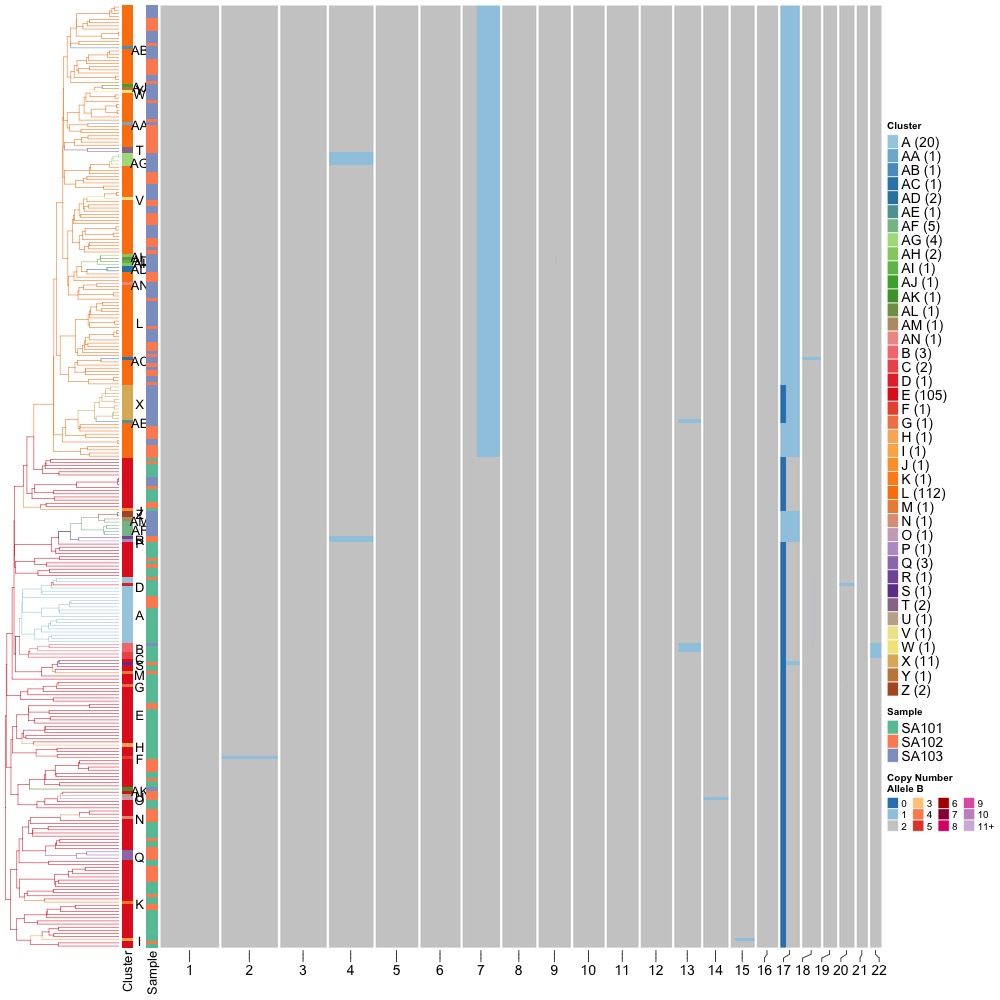 AB
W
AA
T
AG
V
AD
AN
L
AC
X
AE
AM
AF
D
A
B
C
S
M
G
E
H
F
AK
O
N
Q
K
I
Cluster
Sample
1 2 3 4 5 6 7 8 9 10 11 12 13 14 15 16 17 18 19 20 21 22
Cluster
A (20)
AA (1)
AB (1)
AC (1)
AD (2)
AE (1)
AF (5)
AG (4)
AH (2)
AI (1)
AJ (1)
AK (1)
AL (1)
AM (1)
AN (1)
B (3)
C (2)
D (1)
E (105)
F (1)
G (1)
H (1)
I (1)
J (1)
K (1)
L (112)
M (1)
N (1)
O (1)
P (1)
Q (3)
R (1)
S (1)
T (2)
U (1)
V (1)
W (1)
X (11)
Y (1)
Z (2)
Sample
SA101
SA102
SA103
Copy Number
Allele B
0 3 6 9
1 4 7 10
2 5 8 11+